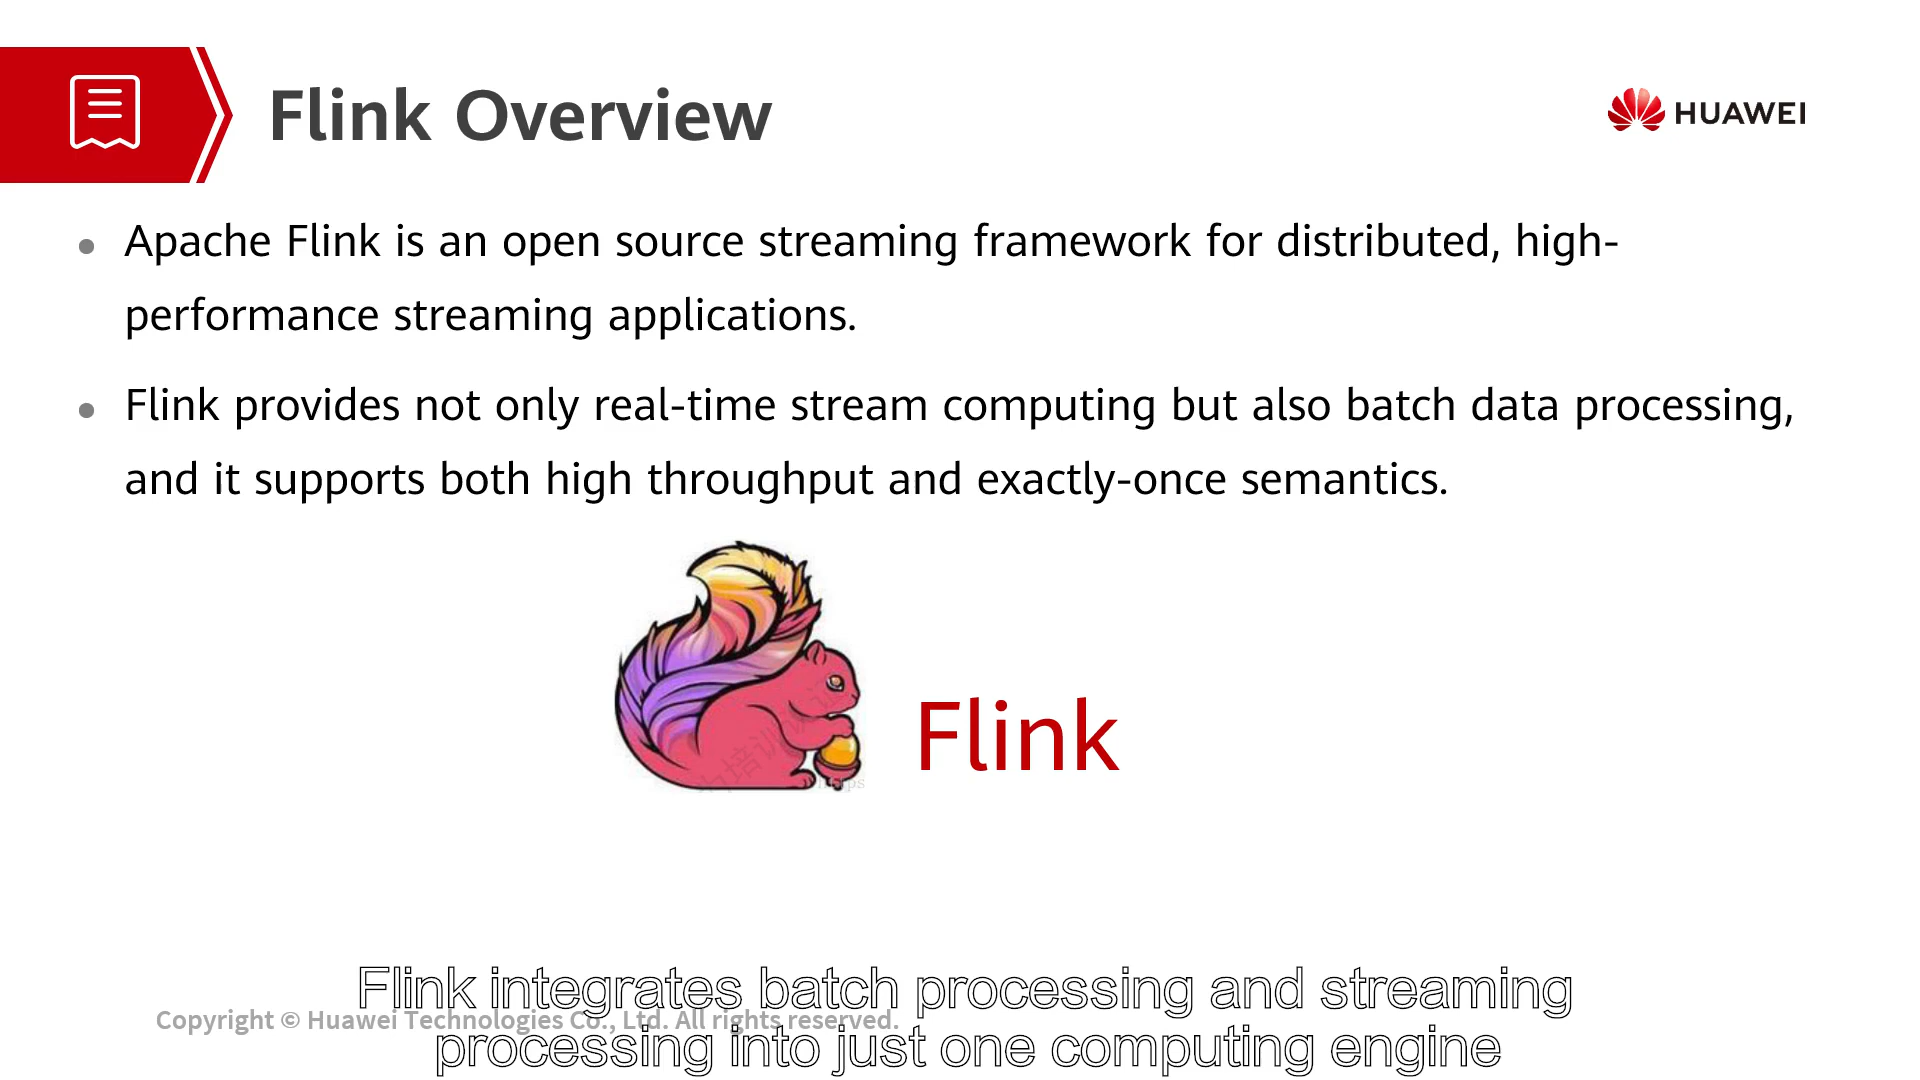 Flink Overview
HUAWEI
Apache Flink is an open source streaming framework for distributed, high-
performance streaming applications.
Flink provides not only real-time stream computing but also batch data processing,
and it supports both high throughput and exactly-once semantics.
Flink
Flink integrates batch processing and streaming
Copyright © Huawei Technologies Co., Ltd. All rights reserved.
processing into just one computing engine